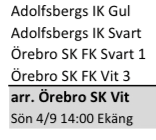 Adolfsbergs IK Gul
Adolfsbergs IK Svart
Örebro SK FK Svart 1
Örebro SK FK Vit 3
arr. Örebro SK Vit
Sön 4/9 14:00 Ekäng